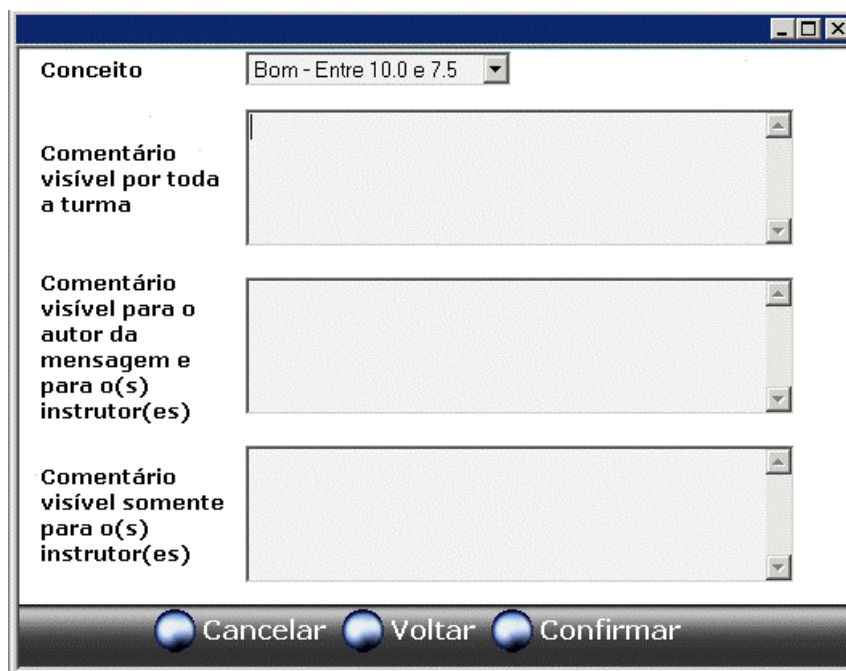 Conceito
Bom - Entre 10.0 e 7.5
Comentário
visível por toda
a turma
Comentário
visível para o
autor da
mensagem e
para o(s)
instrutor(es)
Comentário
visível somente
para o(s)
instrutor(es)
Cancelar Voltar Confirmar